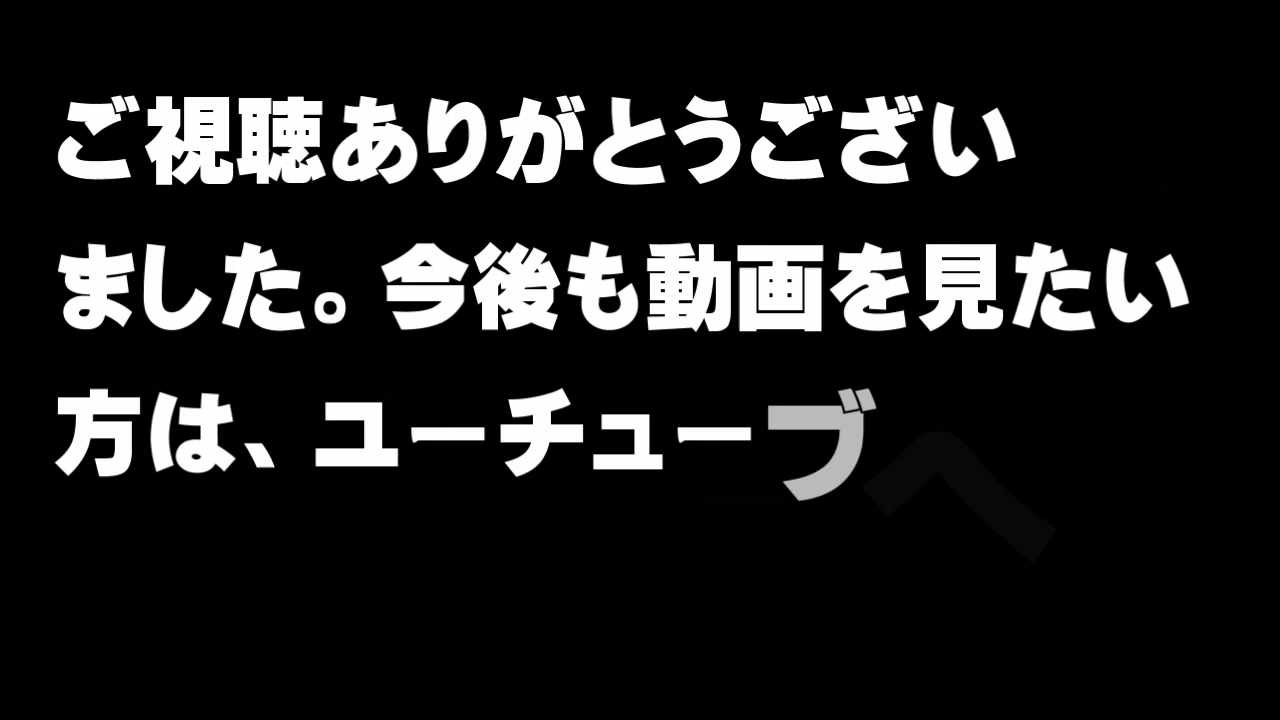 ご視聴ありがとうござい
ました。今後も動画を見たい
方は、ユーチューブへ